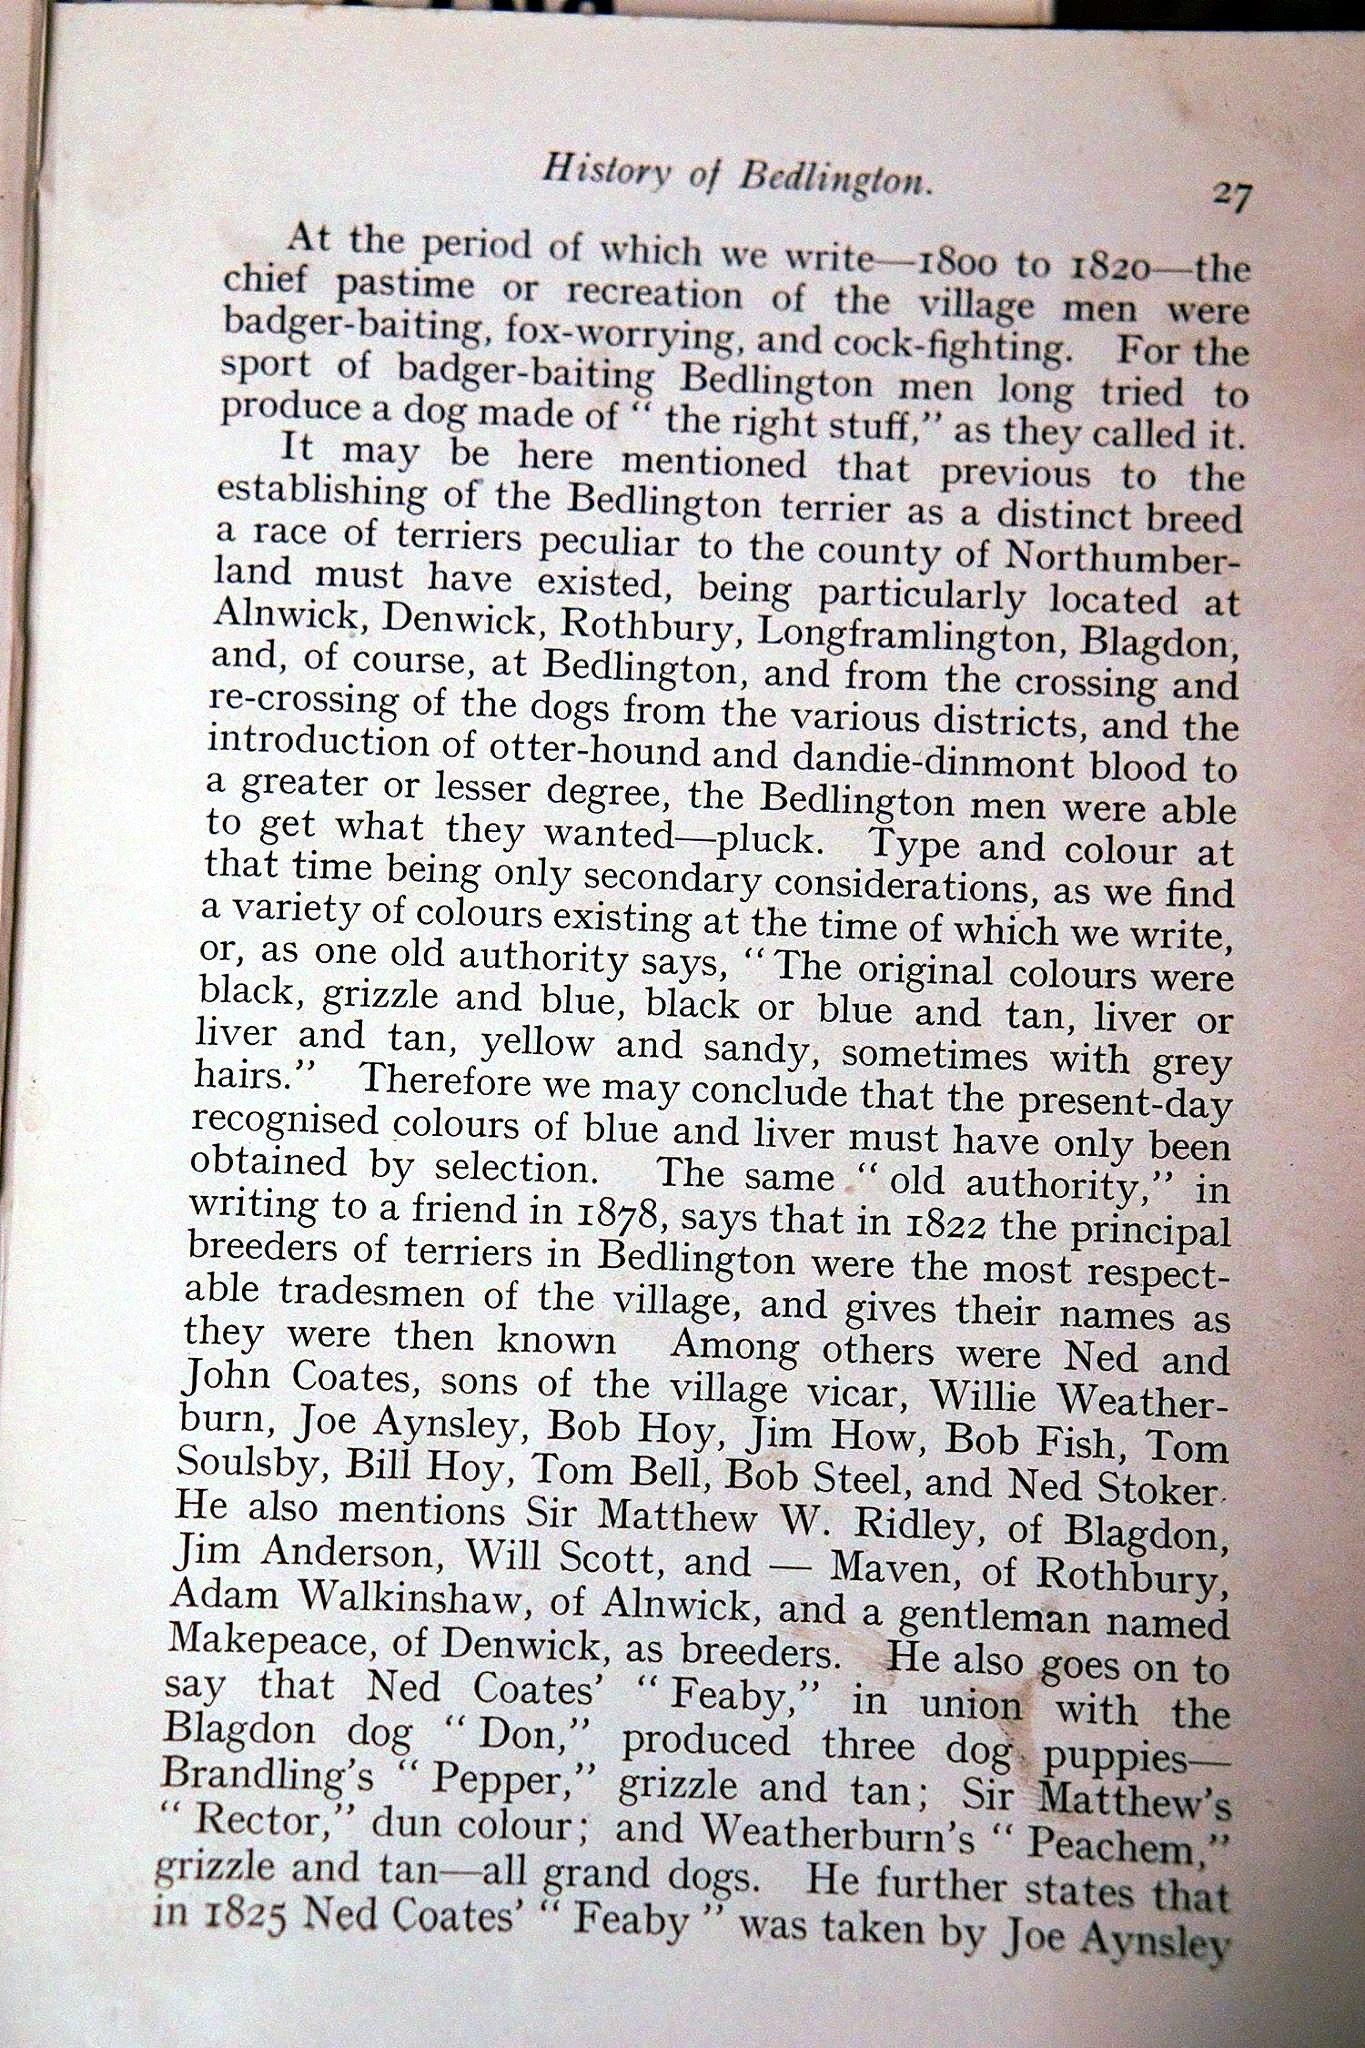 History of Bedlington.
27
At the period of which we write—1800 to 1820—the
chief pastime or recreation of the village men were
badger-baiting, fox-worrying, and cock-fighting. For the
sport of badger-baiting Bedlington men long tried to
produce a dog made of “ the right stuff,” as they called it.
It may be here mentioned that previous to the
establishing of the Bedlington terrier as a distinct breed
a race of terriers peculiar to the county of Northumber-
land must have existed, being particularly located at
Alnwick, Denwick, Rothbury, Longframlington, Blagdon,
and, of course, at Bedlington, and from the crossing and
re-crossing of the dogs from the various districts, and the
introduction of otter-hound and dandie-dinmont blood to
a greater or lesser degree, the Bedlington men were able
to get what they wanted—pluck. Type and colour at
that time being only secondary considerations, as we find
a variety of colours existing at the time of which we write,
or, as one old authority says, “ The original colours were
black, grizzle and blue, black or blue and tan, liver or
liver and tan, yellow and sandy, sometimes with grey
hairs.” Therefore we may conclude that the present-day
recognised colours of blue and liver must have only been
obtained by selection. The same “ old authority,” in
writing to a friend in 1878, says that in 1822 the principal
breeders of terriers in Bedlington were the most respect-
able tradesmen of the village, and gives their names as
they were then known Among others were Ned and
John Coates, sons of the village vicar, Willie Weather-
burn, Joe Aynsley, Bob Hoy, Jim How, Bob Fish, Tom
Soulsby, Bill Hoy, Tom Bell, Bob Steel, and Ned Stoker.
He also mentions Sir Matthew W. Ridley, of Blagdon,
Jim Anderson, Will Scott, and — Maven, of Rothbury,
Adam Walkinshaw, of Alnwick, and a gentleman named
Makepeace, of Denwick, as breeders. He also goes on to
say that Ned Coates’ “ Feaby,” in union with the
Blagdon dog “ Don,” produced three dog puppies—
Brandling’s “ Pepper,” grizzle and tan; Sir Matthew’s
“ Rector,” dun colour; and Weatherburn’s “ Peachem,”
grizzle and tan—all grand dogs. He further states that
in 1825 Ned Coates’ “ Feaby ” was taken by Joe Aynsley